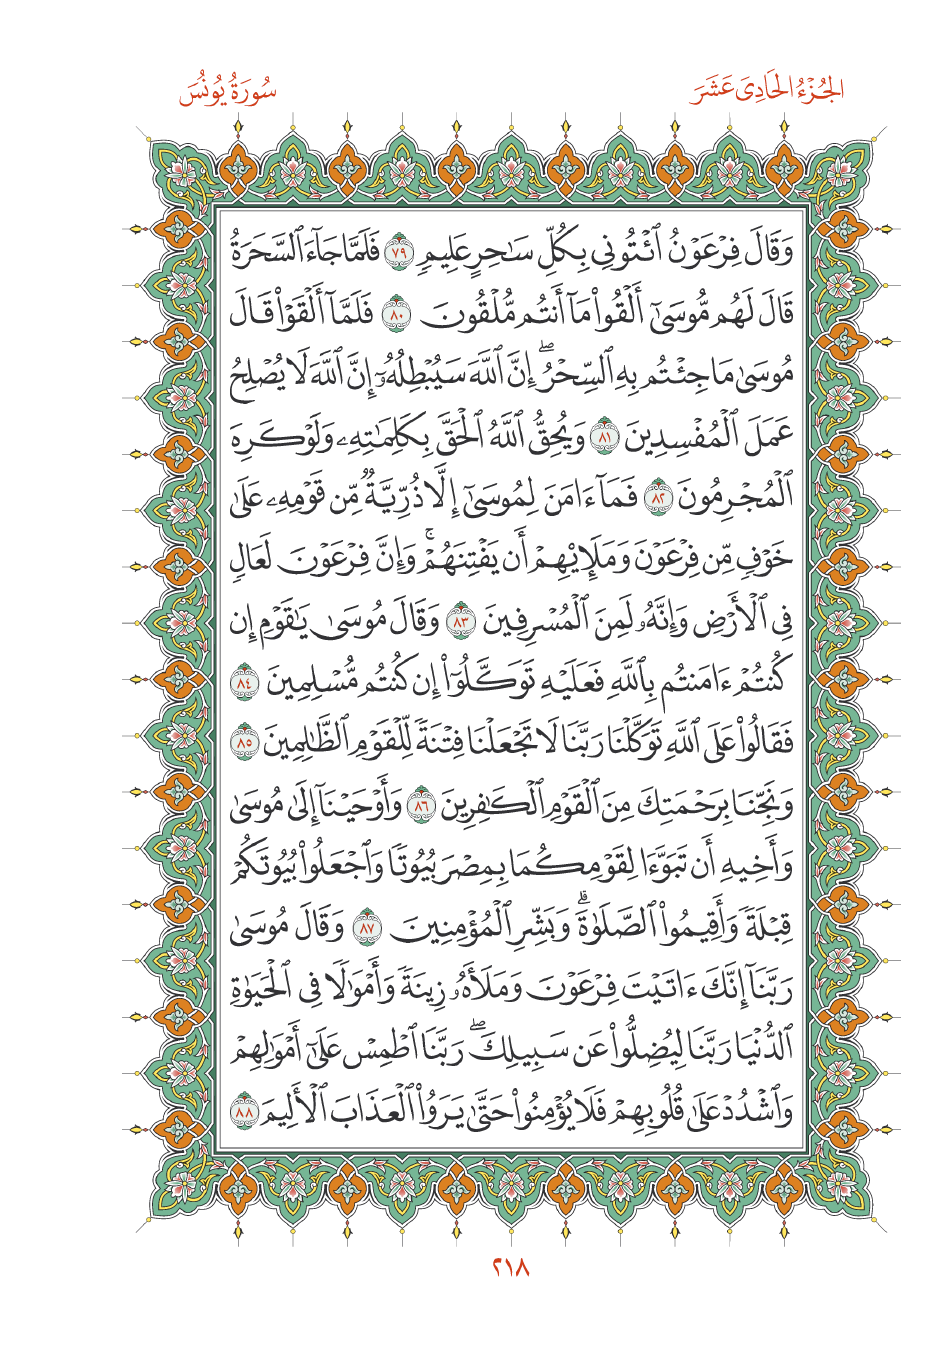 الجُزْءُ الحَادِىَ عَشَرَ
سُورَةُ يُونُسَ
وَقَالَ فِرْعَوْنُ ٱئْتُونِى بِكُلِّ سَٰحِرٍ عَلِيمٍ ٧٩ فَلَمَّا جَآءَ ٱلسَّحَرَةُ
قَالَ لَهُم مُّوسَىٰٓ أَلْقُوا۟ مَآ أَنتُم مُّلْقُونَ ٨٠ فَلَمَّآ أَلْقَوْا۟ قَالَ
مُوسَىٰ مَا جِئْتُم بِهِ ٱلسِّحْرُ ۖ إِنَّ ٱللَّهَ سَيُبْطِلُهُۥٓ إِنَّ ٱللَّهَ لَا يُصْلِحُ
عَمَلَ ٱلْمُفْسِدِينَ ٨١ وَيُحِقُّ ٱللَّهُ ٱلْحَقَّ بِكَلِمَٰتِهِۦ وَلَوْ كَرِهَ
ٱلْمُجْرِمُونَ ٨٢ فَمَآ ءَامَنَ لِمُوسَىٰٓ إِلَّا ذُرِّيَّةٌ مِّن قَوْمِهِۦ عَلَىٰ
خَوْفٍ مِّن فِرْعَوْنَ وَمَلَإِي۟هِمْ أَن يَفْتِنَهُمْ ۚ وَإِنَّ فِرْعَوْنَ لَعَالٍ
فِى ٱلْأَرْضِ وَإِنَّهُۥ لَمِنَ ٱلْمُسْرِفِينَ ٨٣ وَقَالَ مُوسَىٰ يَٰقَوْمِ إِن
كُنتُمْ ءَامَنتُم بِٱللَّهِ فَعَلَيْهِ تَوَكَّلُوٓا۟ إِن كُنتُم مُّسْلِمِينَ ٨٤
فَقَالُوا۟ عَلَى ٱللَّهِ تَوَكَّلْنَا رَبَّنَا لَا تَجْعَلْنَا فِتْنَةً لِّلْقَوْمِ ٱلظَّٰلِمِينَ ٨٥
وَنَجِّنَا بِرَحْمَتِكَ مِنَ ٱلْقَوْمِ ٱلْكَٰفِرِينَ ٨٦ وَأَوْحَيْنَآ إِلَىٰ مُوسَىٰ
وَأَخِيهِ أَن تَبَوَّءَا لِقَوْمِكُمَا بِمِصْرَ بُيُوتًا وَٱجْعَلُوا۟ بُيُوتَكُمْ
قِبْلَةً وَأَقِيمُوا۟ ٱلصَّلَوٰةَ ۗ وَبَشِّرِ ٱلْمُؤْمِنِينَ ٨٧ وَقَالَ مُوسَىٰ
رَبَّنَآ إِنَّكَ ءَاتَيْتَ فِرْعَوْنَ وَمَلَأَهُۥ زِينَةً وَأَمْوَٰلًا فِى ٱلْحَيَوٰةِ
ٱلدُّنْيَا رَبَّنَا لِيُضِلُّوا۟ عَن سَبِيلِكَ ۖ رَبَّنَا ٱطْمِسْ عَلَىٰٓ أَمْوَٰلِهِمْ
وَٱشْدُدْ عَلَىٰ قُلُوبِهِمْ فَلَا يُؤْمِنُوا۟ حَتَّىٰ يَرَوُا۟ ٱلْعَذَابَ ٱلْأَلِيمَ ٨٨
٢١٨